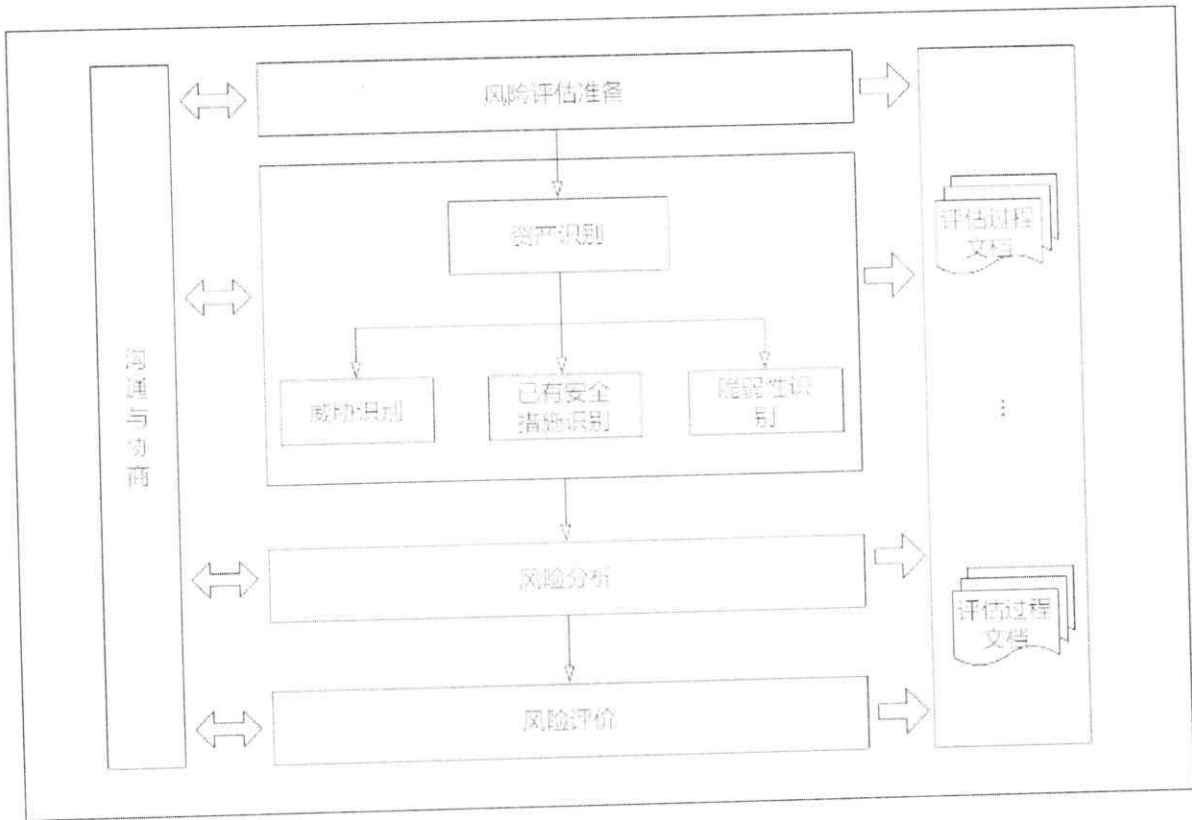 风险评估准备
资产识别
威胁识别
已有安全
措施识别
脆弱性识
别
风险分析
风险评价
沟
通
与
协
商
评估过程
文档
…
评估过程
文档